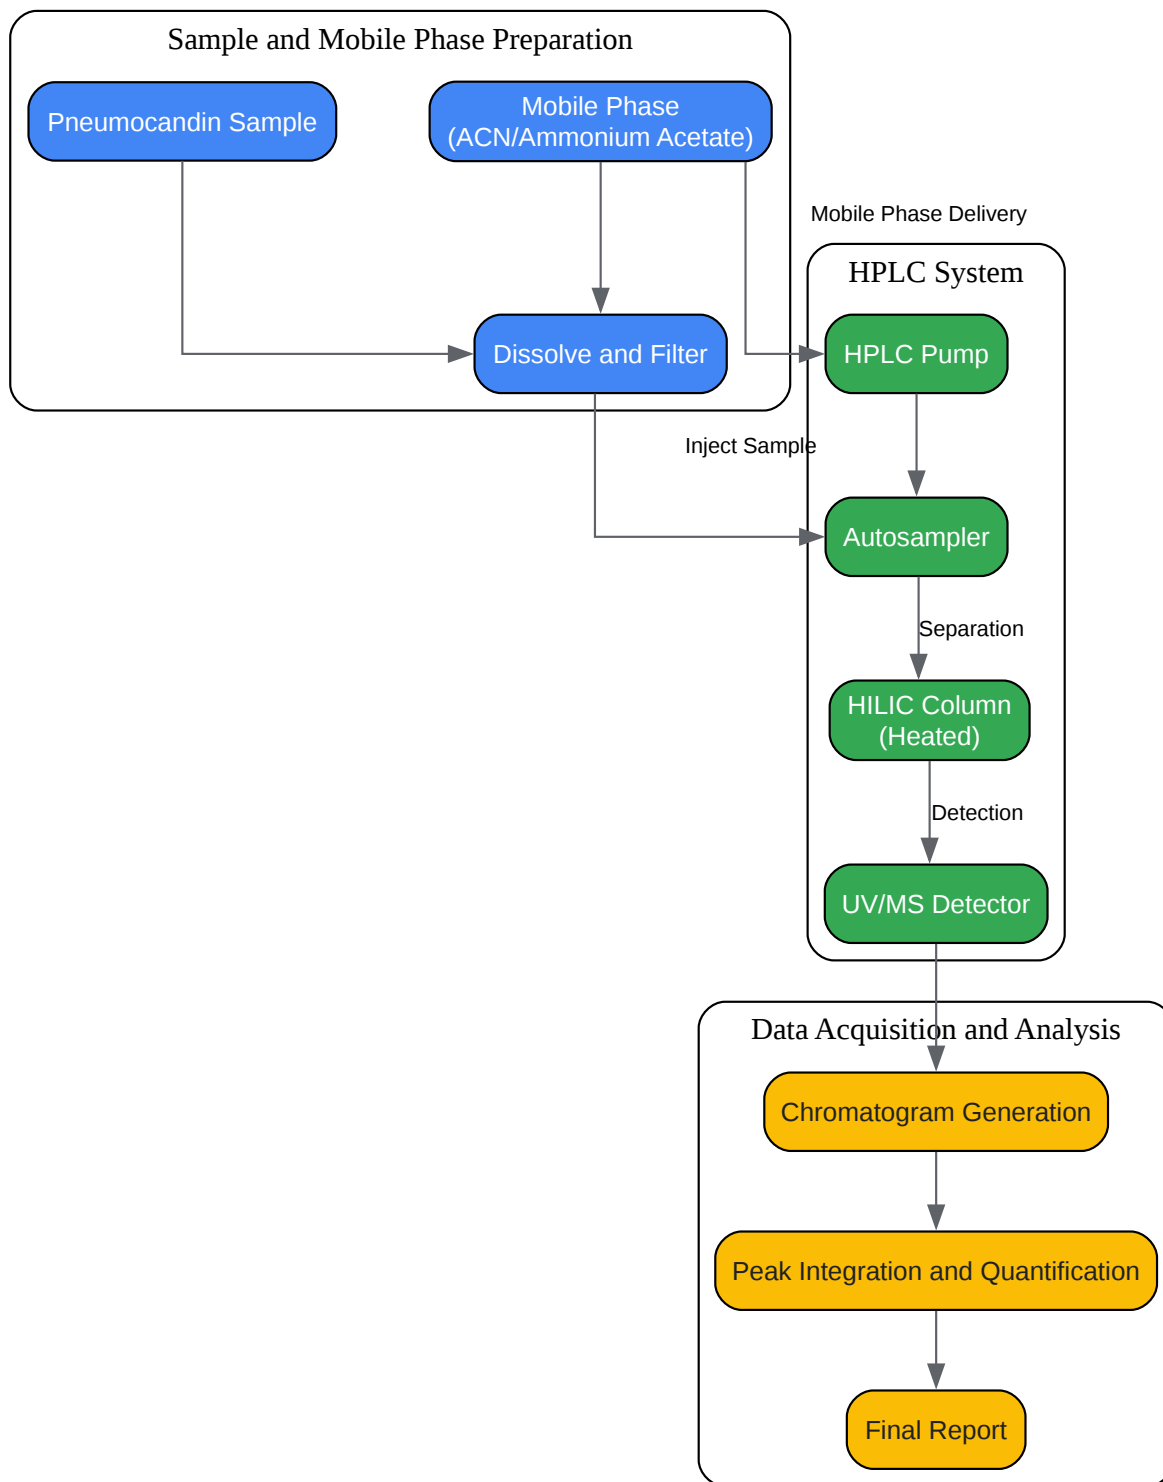 Sample and Mobile Phase Preparation
Pneumocandin Sample
Mobile Phase
(ACN/Ammonium Acetate)
Mobile Phase Delivery
HPLC System
Dissolve and Filter
HPLC Pump
Inject Sample
Autosampler
Separation
HILIC Column
(Heated)
Detection
UV/MS Detector
Data Acquisition and Analysis
Chromatogram Generation
Peak Integration and Quantification
Final Report